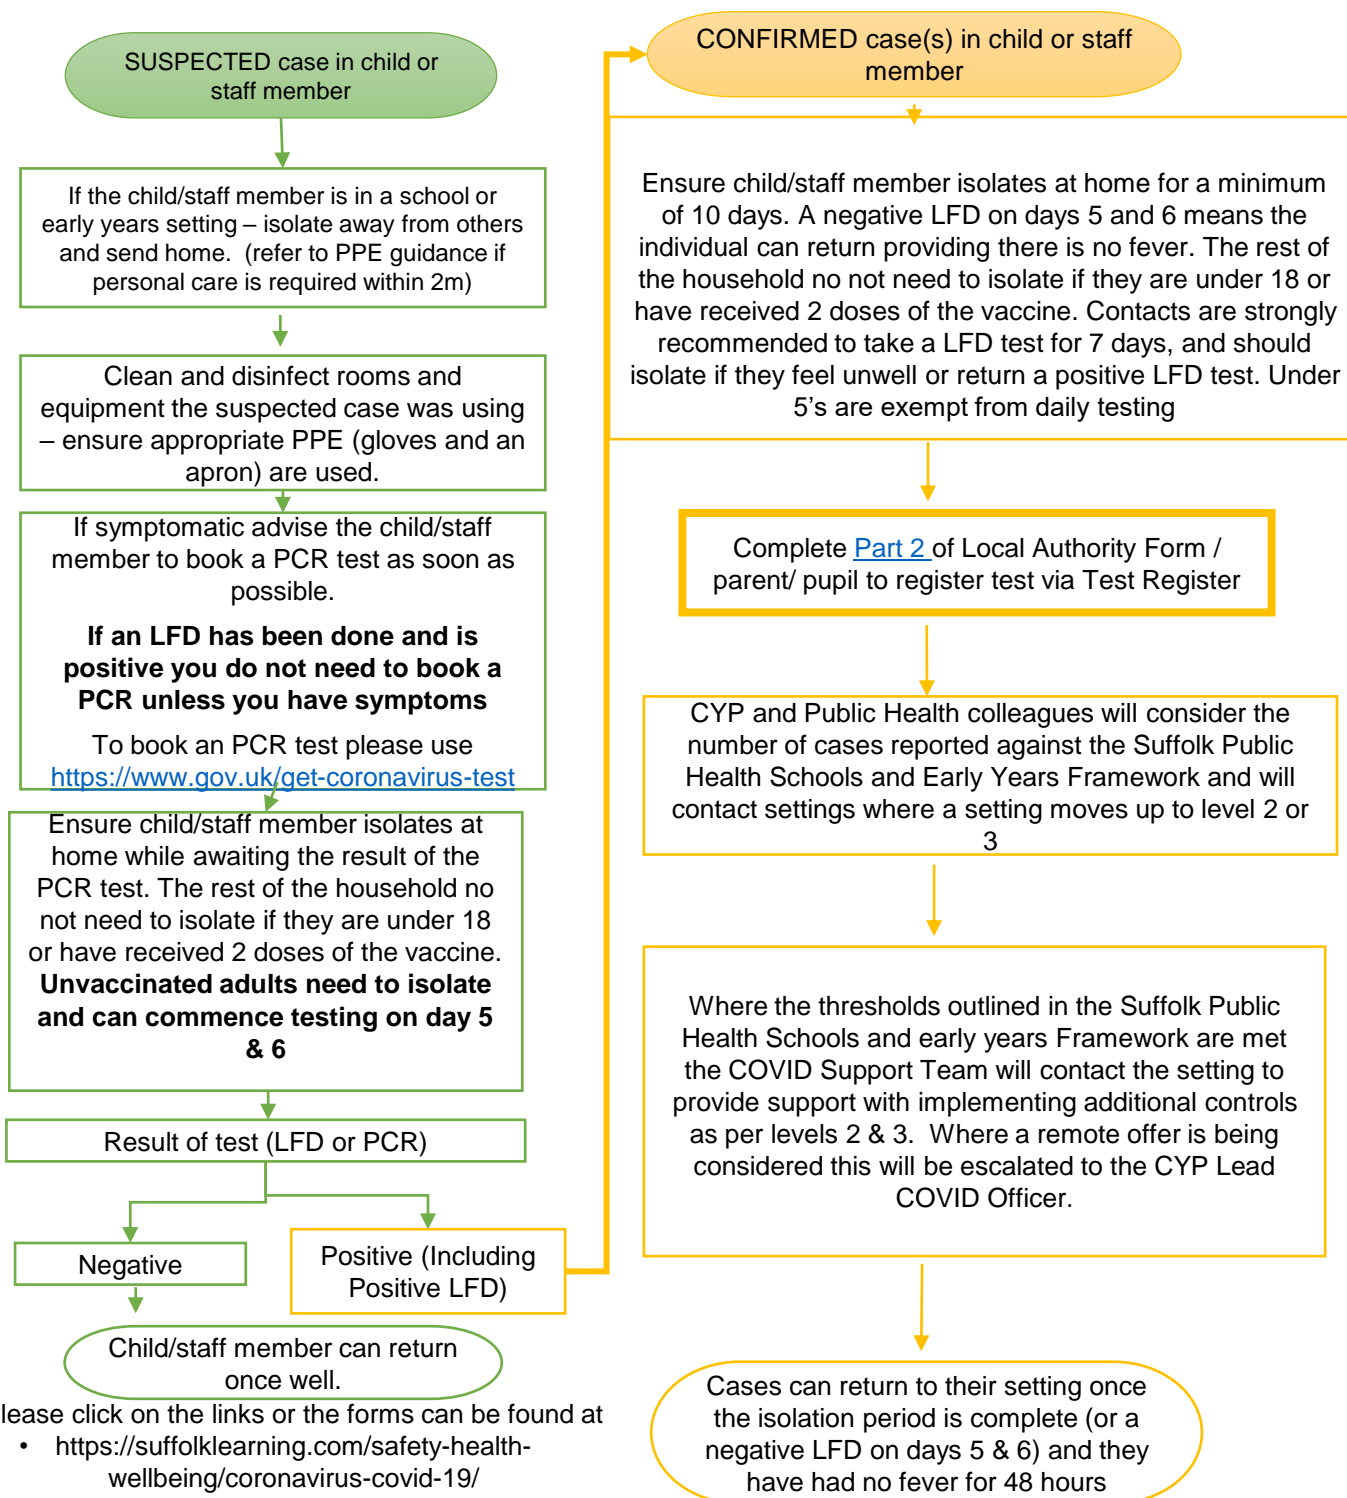 SUSPECTED case in child or
staff member
If the child/staff member is in a school or
early years setting – isolate away from others
and send home.  (refer to PPE guidance if
personal care is required within 2m)
Clean and disinfect rooms and
equipment the suspected case was using
– ensure appropriate PPE (gloves and an
apron) are used.
If symptomatic advise the child/staff
member to book a PCR test as soon as
possible.
If an LFD has been done and is
positive you do not need to book a
PCR unless you have symptoms
To book an PCR test please use
https://www.gov.uk/get-coronavirus-test
Ensure child/staff member isolates at
home while awaiting the result of the
PCR test. The rest of the household no
not need to isolate if they are under 18
or have received 2 doses of the vaccine.
Unvaccinated adults need to isolate
and can commence testing on day 5
& 6
Result of test (LFD or PCR)
Negative
Positive (Including
Positive LFD)
Child/staff member can return
once well.
lease click on the links or the forms can be found at
• https://suffolklearning.com/safety-health-
wellbeing/coronavirus-covid-19/
CONFIRMED case(s) in child or staff
member
Ensure child/staff member isolates at home for a minimum
of 10 days. A negative LFD on days 5 and 6 means the
individual can return providing there is no fever. The rest of
the household no not need to isolate if they are under 18 or
have received 2 doses of the vaccine. Contacts are strongly
recommended to take a LFD test for 7 days, and should
isolate if they feel unwell or return a positive LFD test. Under
5’s are exempt from daily testing
Complete Part 2 of Local Authority Form /
parent/ pupil to register test via Test Register
CYP and Public Health colleagues will consider the
number of cases reported against the Suffolk Public
Health Schools and Early Years Framework and will
contact settings where a setting moves up to level 2 or
3
Where the thresholds outlined in the Suffolk Public
Health Schools and early years Framework are met
the COVID Support Team will contact the setting to
provide support with implementing additional controls
as per levels 2 & 3.  Where a remote offer is being
considered this will be escalated to the CYP Lead
COVID Officer.
Cases can return to their setting once
the isolation period is complete (or a
negative LFD on days 5 & 6) and they
have had no fever for 48 hours